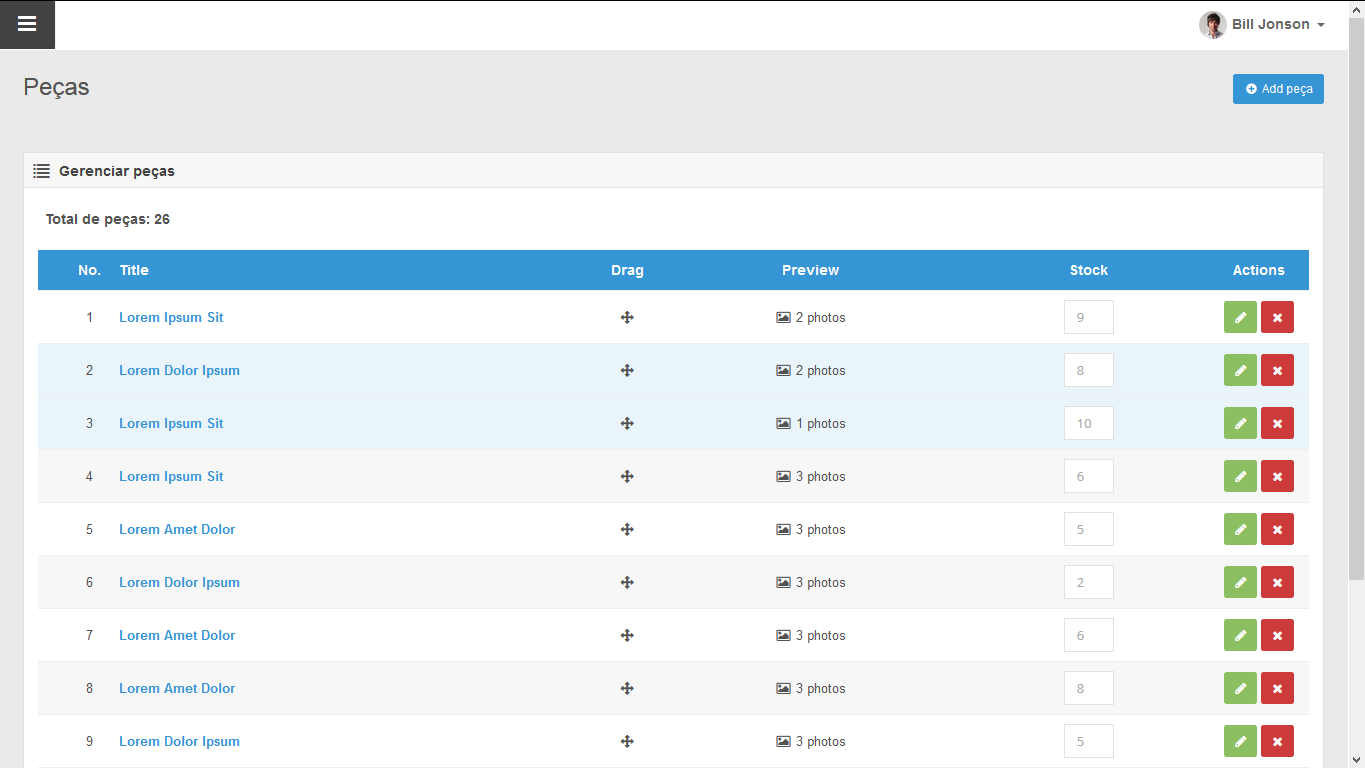 Bill Jonson
Peças
Add peça
Gerenciar peças
Total de peças: 26
No. Title Drag Preview Stock Actions
1 Lorem Ipsum Sit 2 photos 9
2 Lorem Dolor Ipsum 2 photos 8
3 Lorem Ipsum Sit 1 photos 10
4 Lorem Ipsum Sit 3 photos 6
5 Lorem Amet Dolor 3 photos 5
6 Lorem Dolor Ipsum 3 photos 2
7 Lorem Amet Dolor 3 photos 6
8 Lorem Amet Dolor 3 photos 8
9 Lorem Dolor Ipsum 3 photos 5